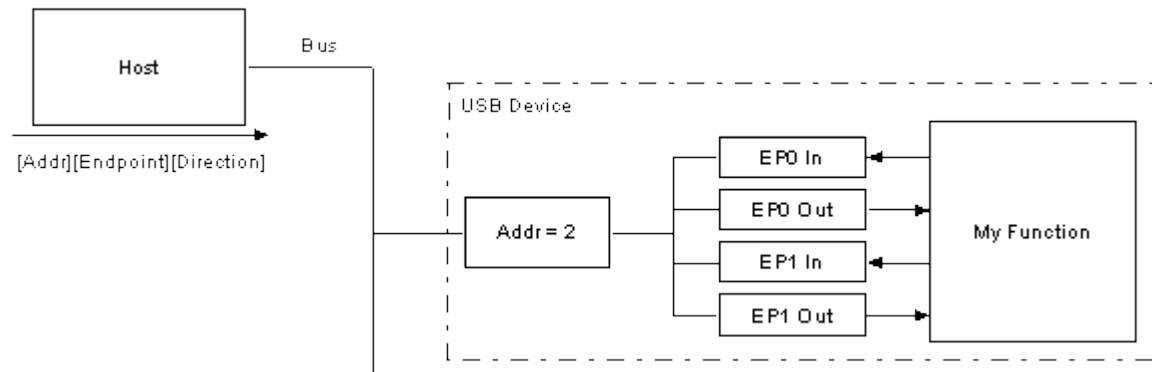 Bus
Host
USB Device
[Addr][Endpoint][Direction]
EP0 In
EP0 Out
Addr = 2
My Function
EP1 In
EP1 Out